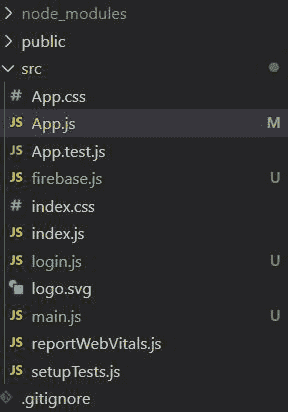 node_modules
public
src
# App.css
JS App.js M
JS App.test.js
JS firebase.js U
# index.css
JS index.js
JS login.js U
logo.svg
JS main.js U
JS reportWebVitals.js
JS setupTests.js
.gitignore